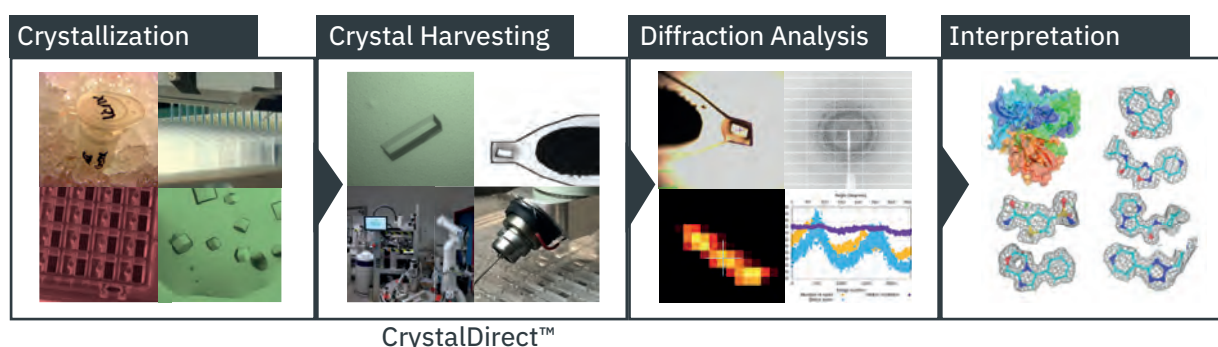 Crystallization
Crystal Harvesting
Diffraction Analysis
Interpretation
CrystalDirect™